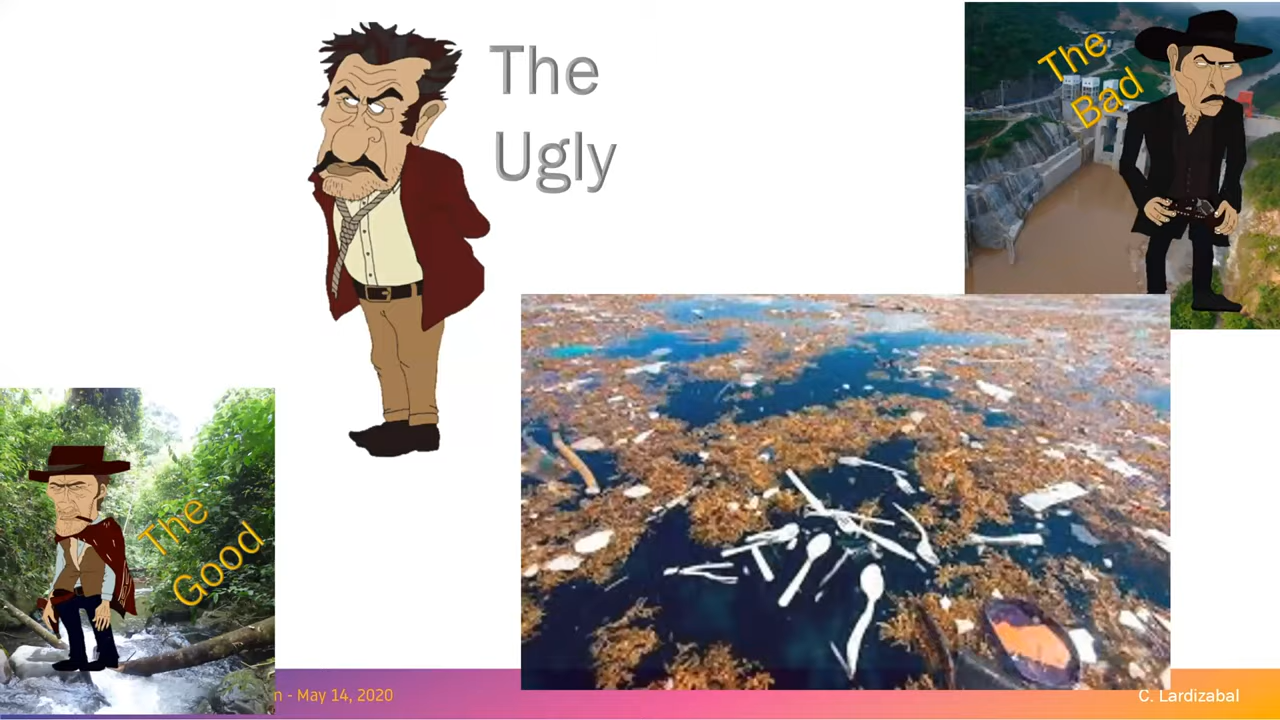 The
Ugly
The
Bad
The
Good
- May 14, 2020
C. Lardizabal